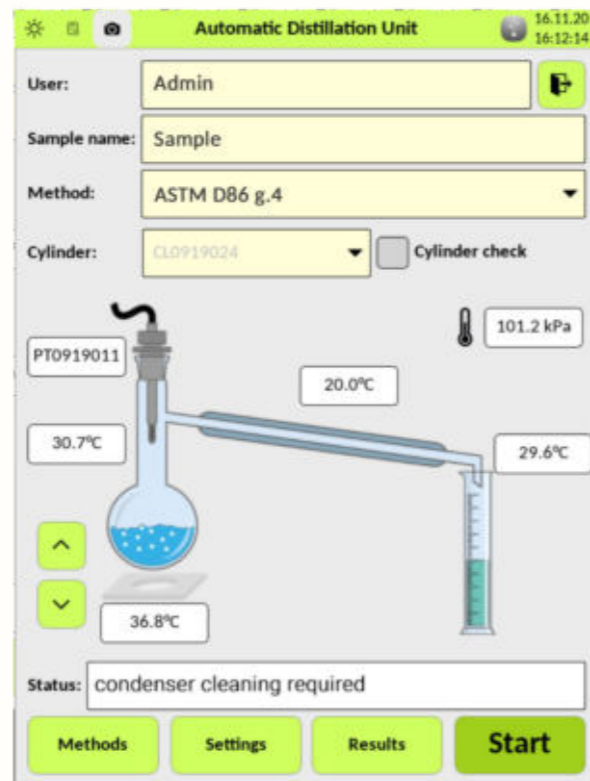 Automatic Distillation Unit
16.11.20
16:12:14
User: Admin
Sample name: Sample
Method: ASTM D86 g.4
Cylinder: CL0919024 Cylinder check
101.2 kPa
PT0919011
20.0°C
30.7°C
29.6°C
36.8°C
Status: condenser cleaning required
Methods Settings Results Start